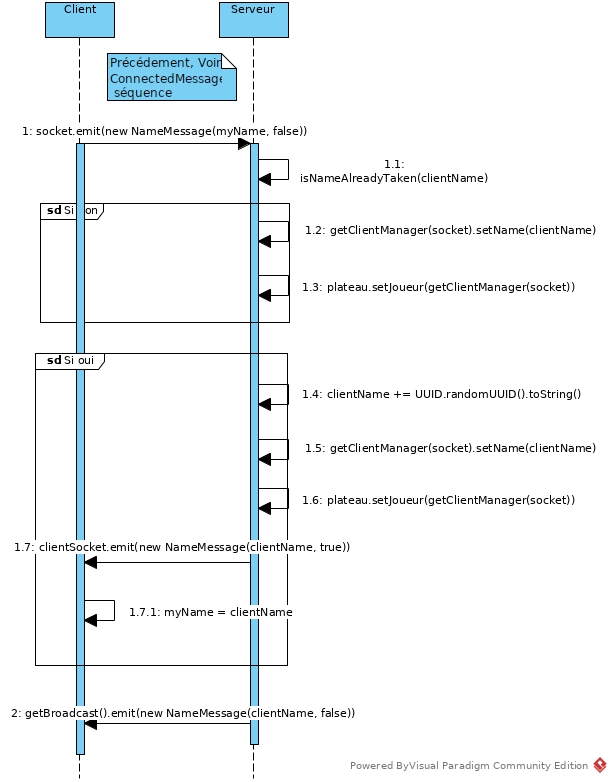 Client
Serveur
Précédement, Voir
ConnectedMessage
séquence
1: socket.emit(new NameMessage(myName, false))
1.1:
isNameAlreadyTaken(clientName)
sd Si non
1.2: getClientManager(socket).setName(clientName)
1.3: plateau.setJoueur(getClientManager(socket))
sd Si oui
1.4: clientName += UUID.randomUUID().toString()
1.5: getClientManager(socket).setName(clientName)
1.6: plateau.setJoueur(getClientManager(socket))
1.7: clientSocket.emit(new NameMessage(clientName, true))
1.7.1: myName = clientName
2: getBroadcast().emit(new NameMessage(clientName, false))
Powered ByVisual Paradigm Community Edition